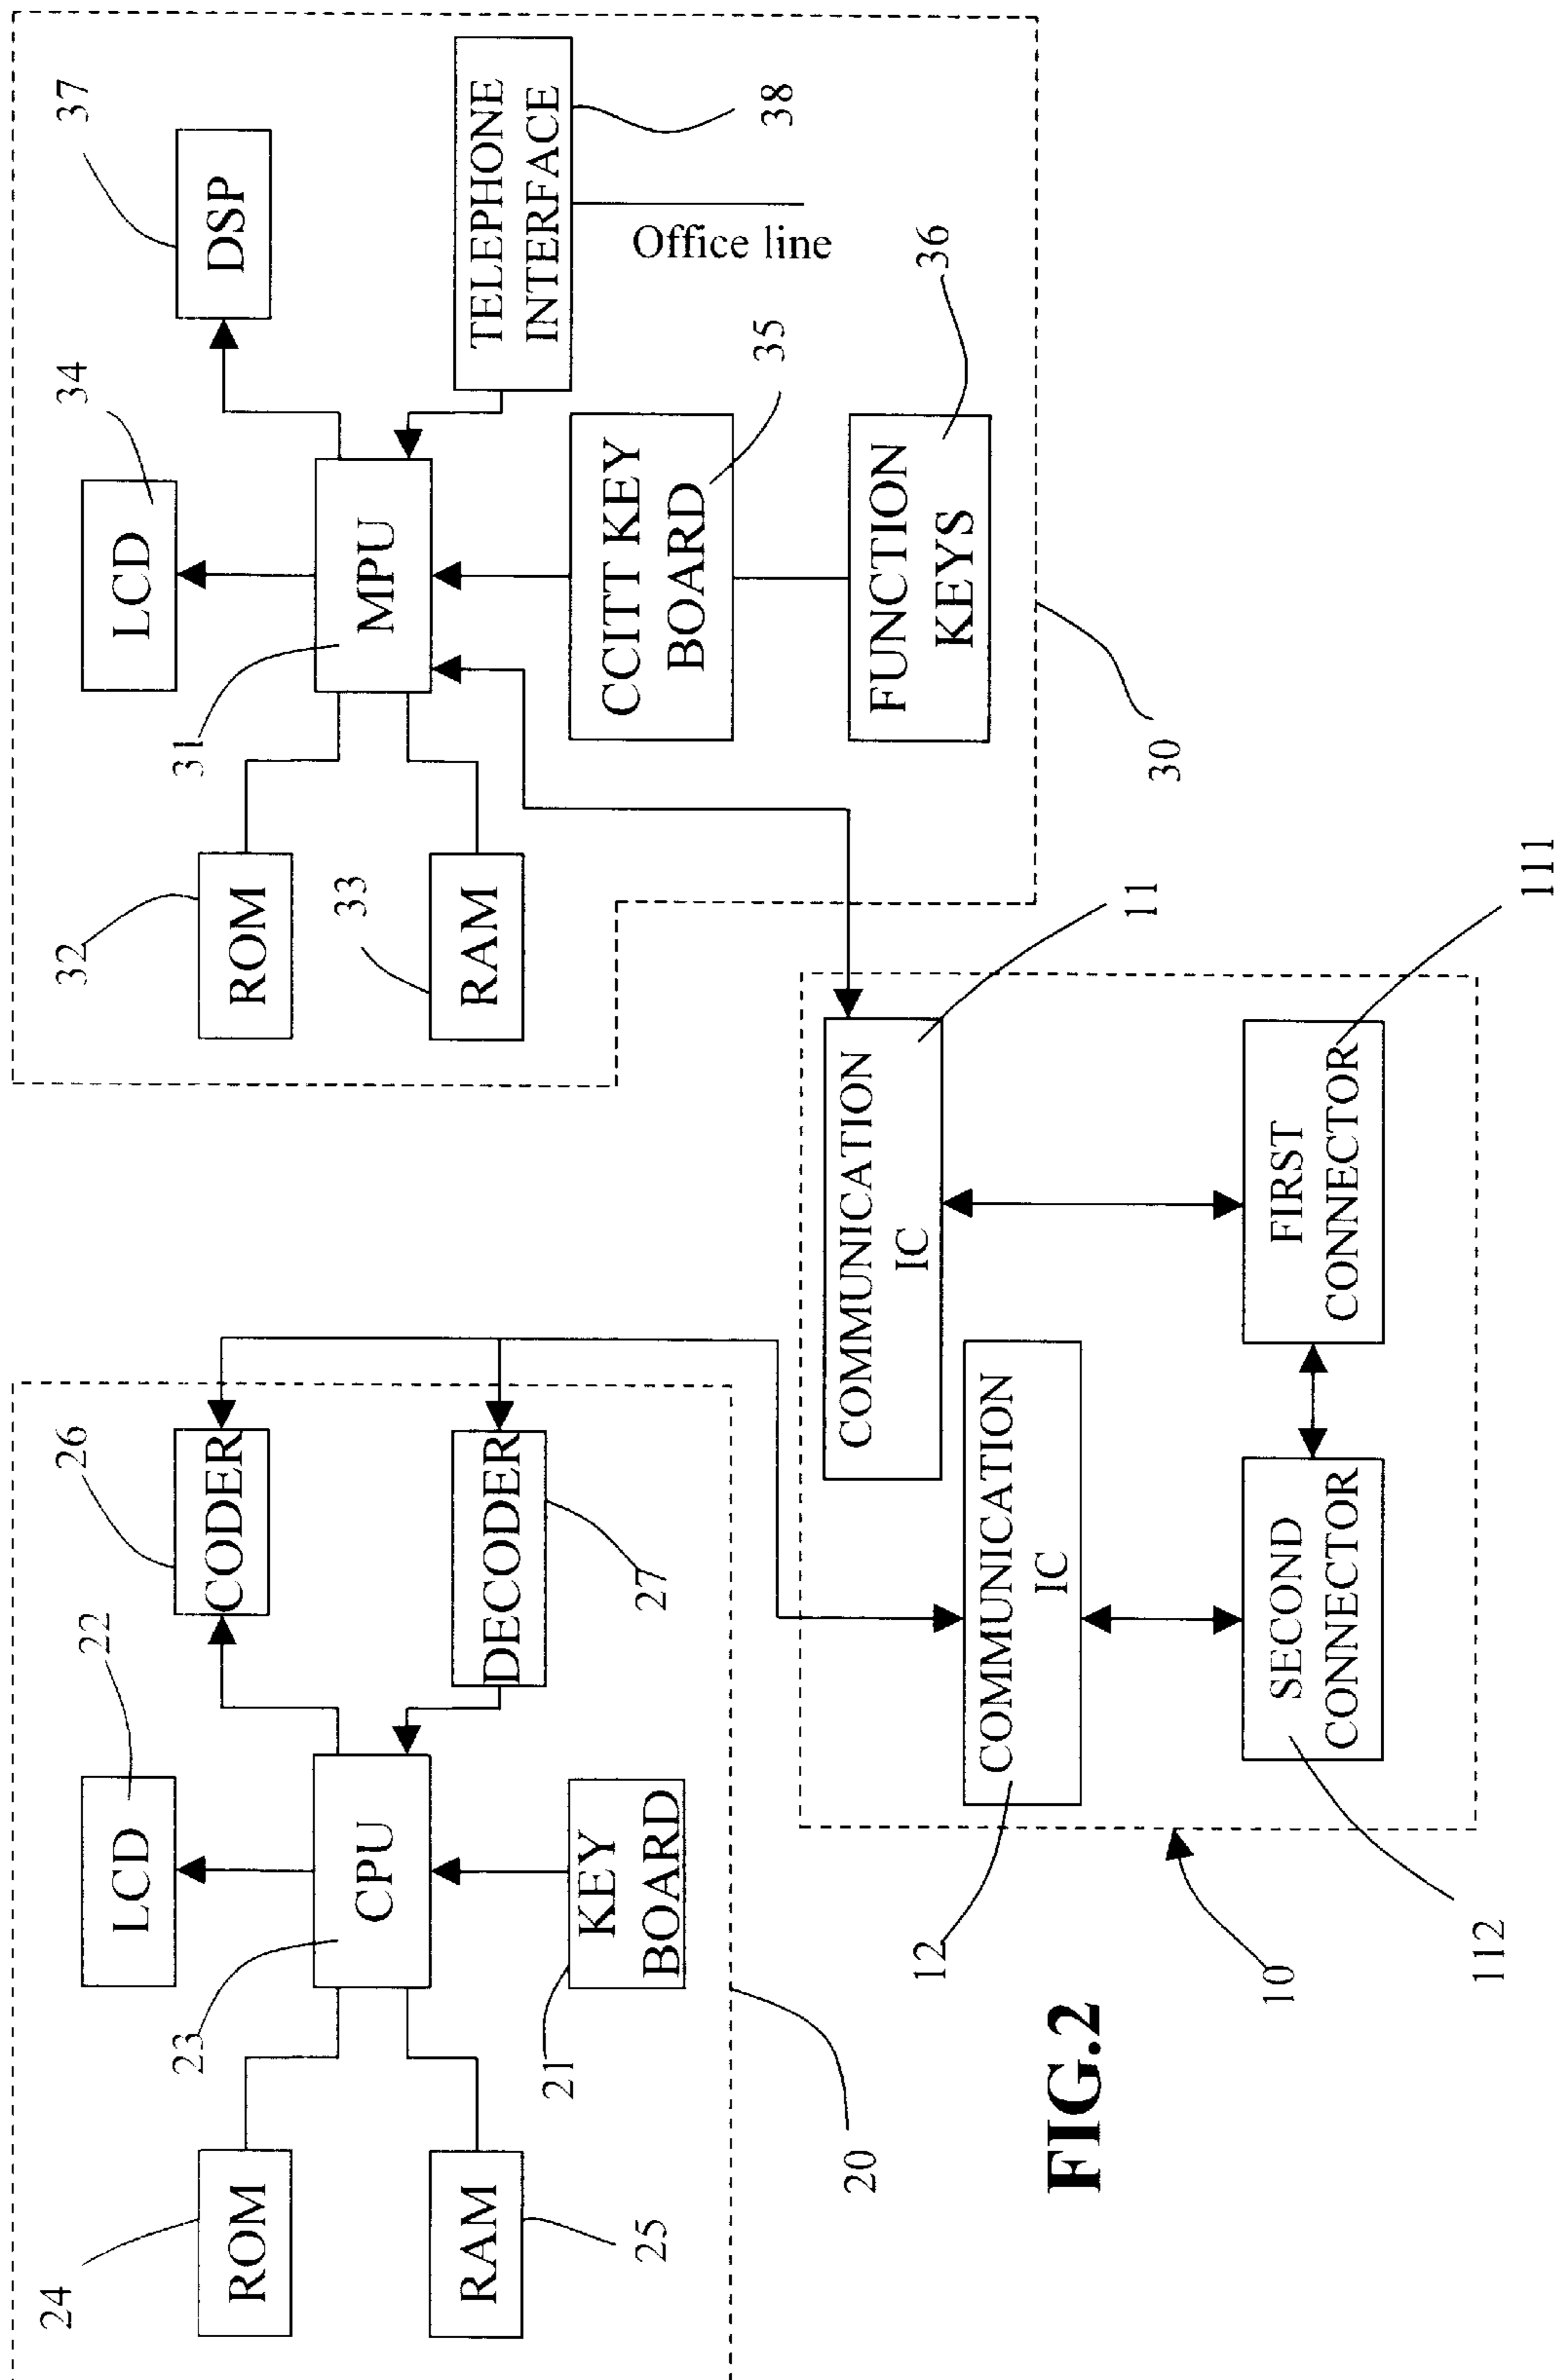 24
ROM
RAM
25
23
LCD
22
CPU
21
KEY
BOARD
26
CODER
DECODER
27
20
32
ROM
33
RAM
31
34
LCD
MPU
37
DSP
TELEPHONE
INTERFACE
38
Office line
CCITT KEY
BOARD
35
FUNCTION
KEYS
36
30
COMMUNICATION
IC
11
COMMUNICATION
IC
12
SECOND
CONNECTOR
112
FIRST
CONNECTOR
111
10
FIG.2